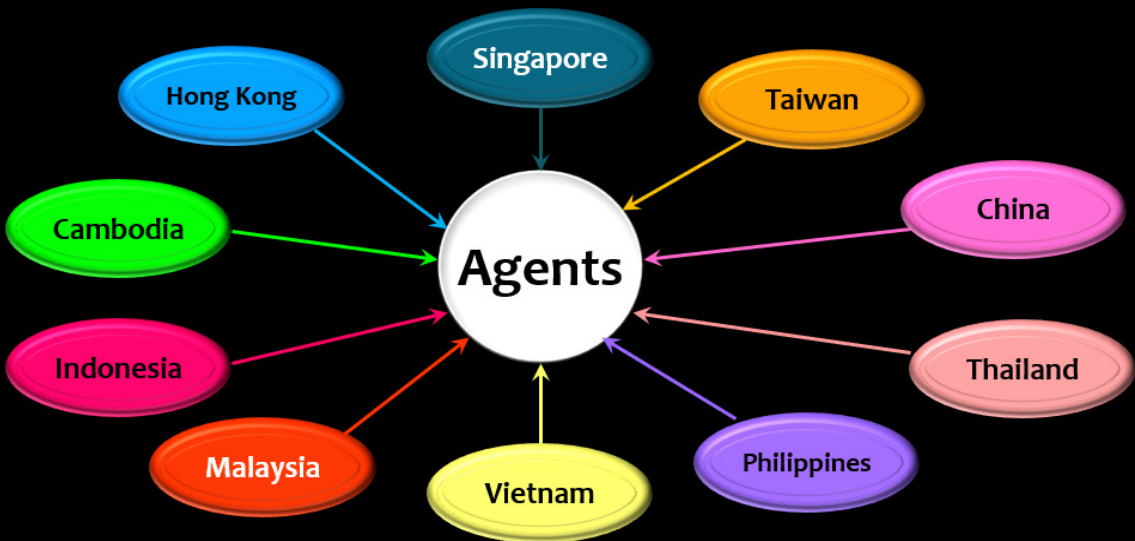 Singapore
Hong Kong
Taiwan
China
Cambodia
Agents
Indonesia
Thailand
Malaysia
Philippines
Vietnam